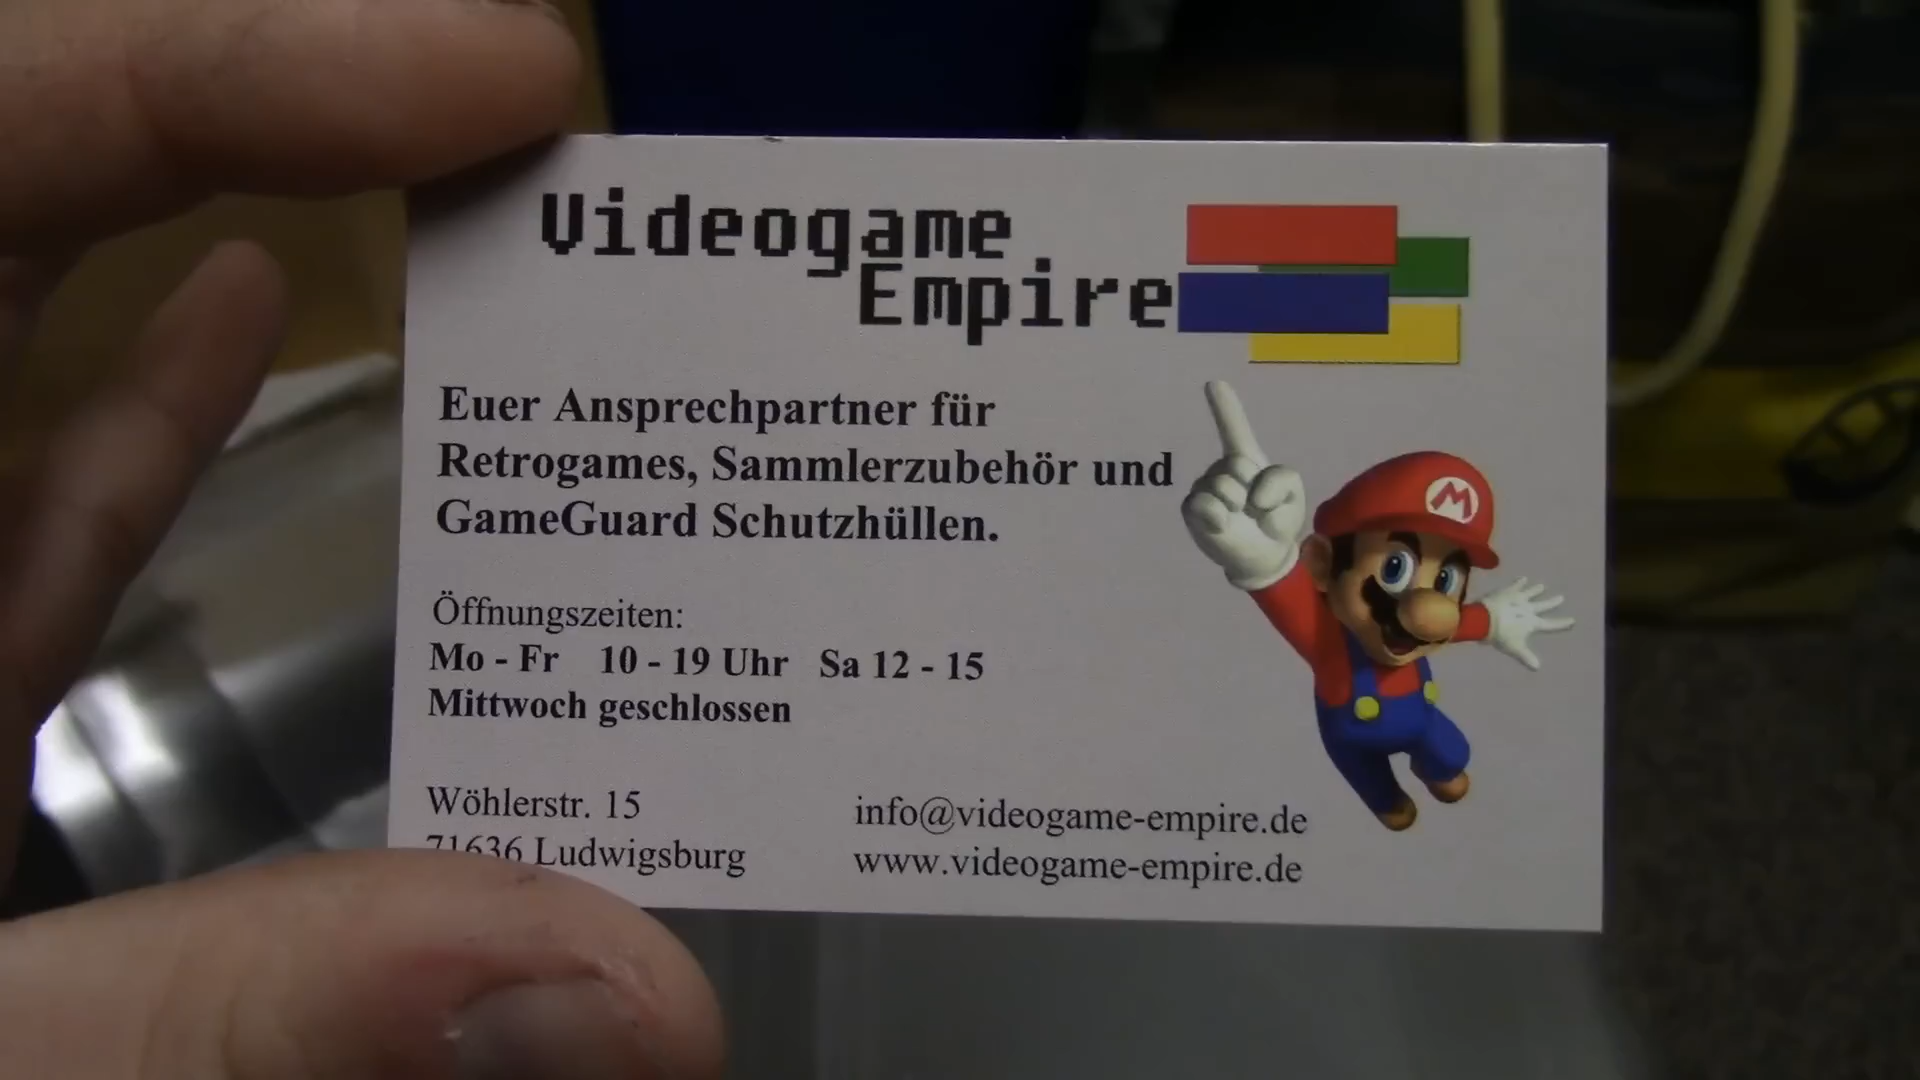 Videogame
Empire
Euer Ansprechpartner für
Retrogames, Sammlerzubehör und
GameGuard Schutzhüllen.
Öffnungszeiten:
Mo - Fr 10 - 19 Uhr Sa 12 - 15
Mittwoch geschlossen
Wöhlerstr. 15
71636 Ludwigsburg
info@videogame-empire.de
www.videogame-empire.de
M